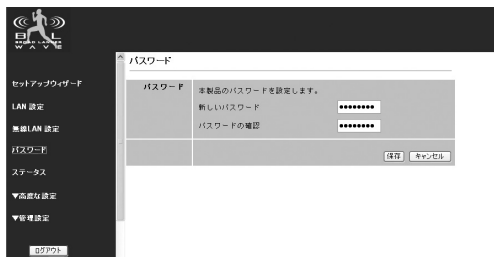 BROAD LANNER
WAVE
セットアップウィザード
LAN 設定
無線LAN 設定
パスワード
ステータス
▼高度な設定
▼管理設定
ログアウト
パスワード
パスワード
本製品のパスワードを設定します。
新しいパスワード
●●●●●●●●
パスワードの確認
●●●●●●●●
保存 キャンセル